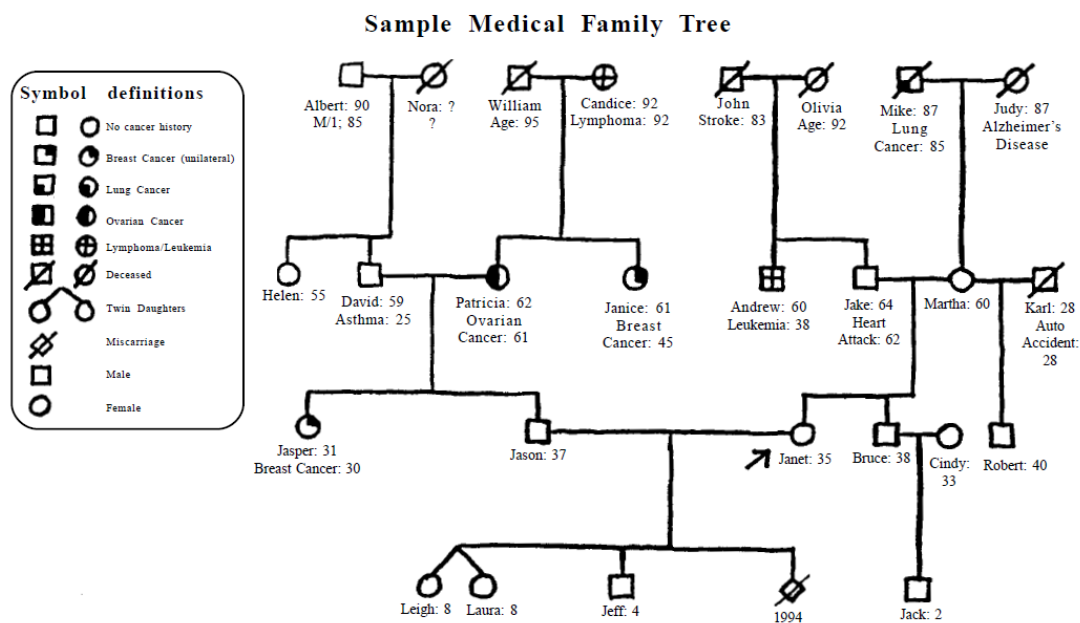 Sample Medical Family Tree
Symbol definitions
No cancer history
Breast Cancer (unilateral)
Lung Cancer
Ovarian Cancer
Lymphoma/Leukemia
Deceased
Twin Daughters
Miscarriage
Male
Female
Albert: 90
M/1; 85
Nora: ?
?
William
Age: 95
Candice: 92
Lymphoma: 92
John
Stroke: 83
Olivia
Age: 92
Mike: 87
Lung
Cancer: 85
Judy: 87
Alzheimer's
Disease
Helen: 55
David: 59
Asthma: 25
Patricia: 62
Ovarian
Cancer: 61
Janice: 61
Breast
Cancer: 45
Andrew: 60
Leukemia: 38
Jake: 64
Heart
Attack: 62
Martha: 60
Karl: 28
Auto
Accident:
28
Jasper: 31
Breast Cancer: 30
Jason: 37
Janet: 35
Bruce: 38
Cindy:
33
Robert: 40
Leigh: 8
Laura: 8
Jeff: 4
1994
Jack: 2